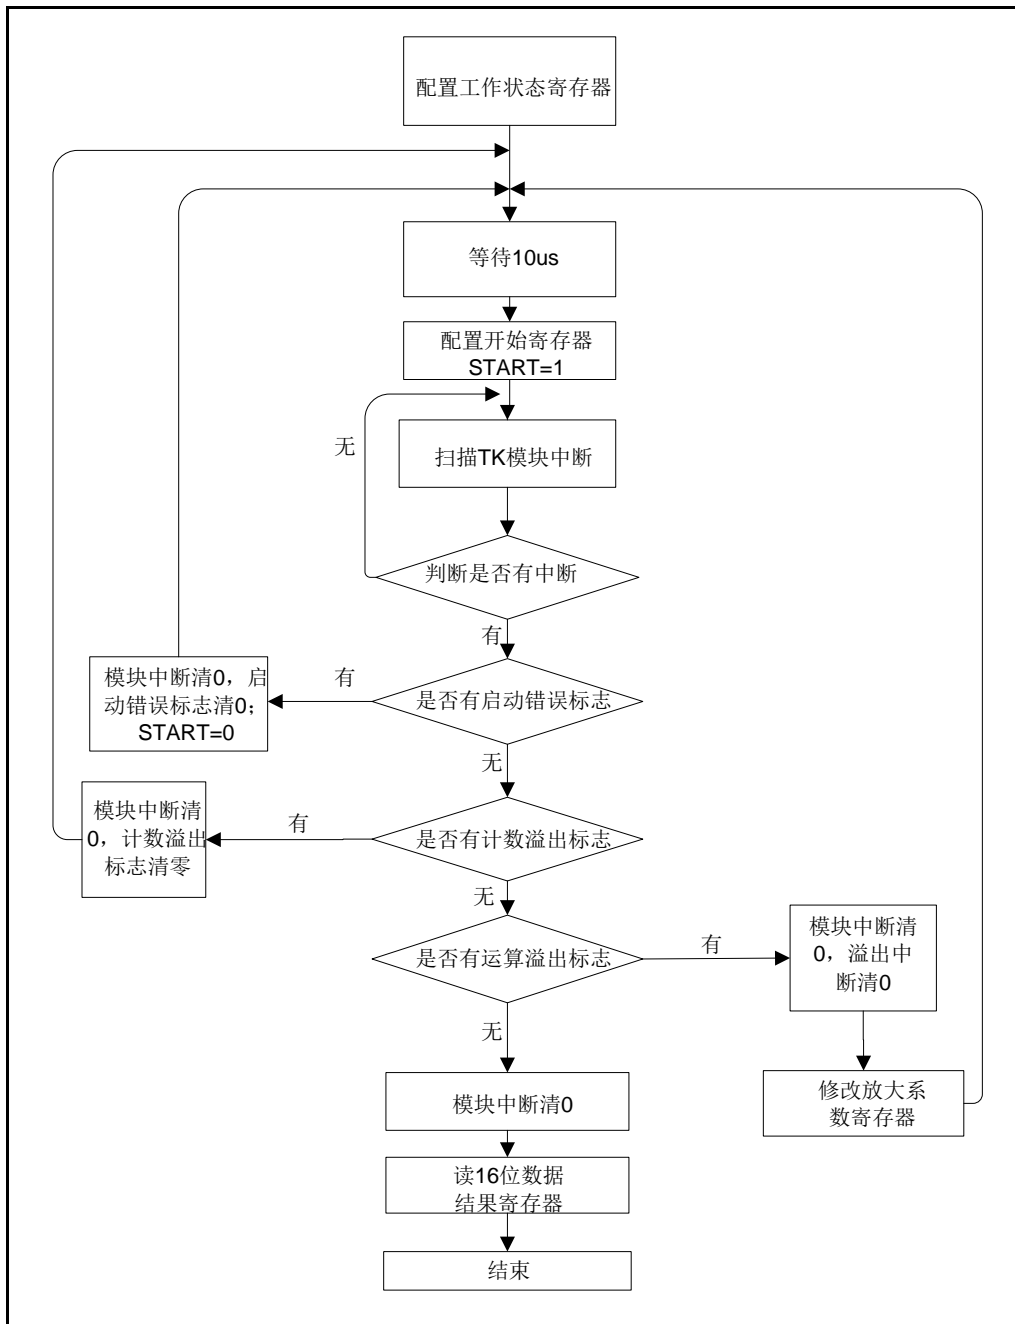 配置工作状态寄存器
等待10us
配置开始寄存器
START=1
无
扫描TK模块中断
判断是否有中断
有
模块中断清0，启
动错误标志清0；
START=0
有
是否有启动错误标志
无
模块中断清
0，计数溢出
标志清零
有
是否有计数溢出标志
无
是否有运算溢出标志
有
模块中断清
0，溢出中
断清0
无
模块中断清0
修改放大系
数寄存器
读16位数据
结果寄存器
结束